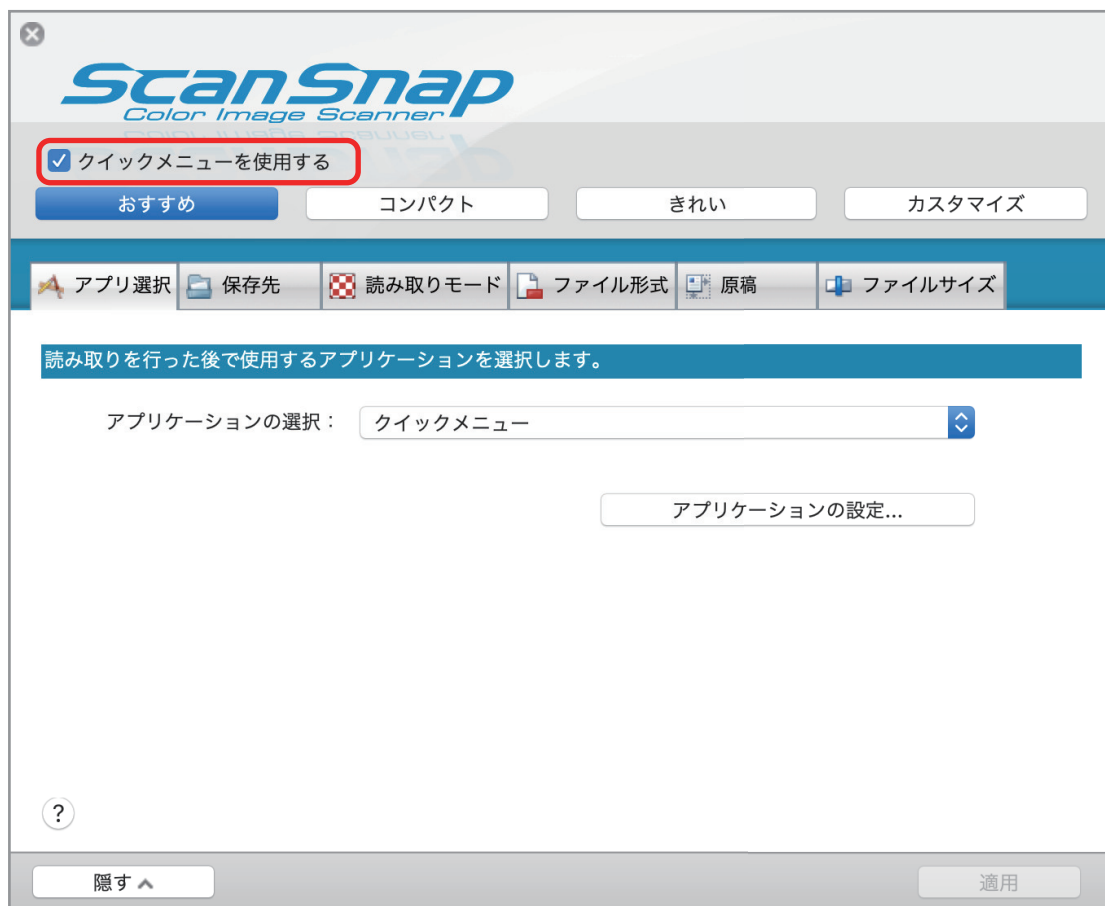 ScanSnap
Color Image Scanner
クイックメニューを使用する
おすすめ コンパクト きれい カスタマイズ
アプリ選択 保存先 読み取りモード ファイル形式 原稿 ファイルサイズ
読み取りを行った後で使用するアプリケーションを選択します。
アプリケーションの選択： クイックメニュー
アプリケーションの設定...
?
隠す 適用